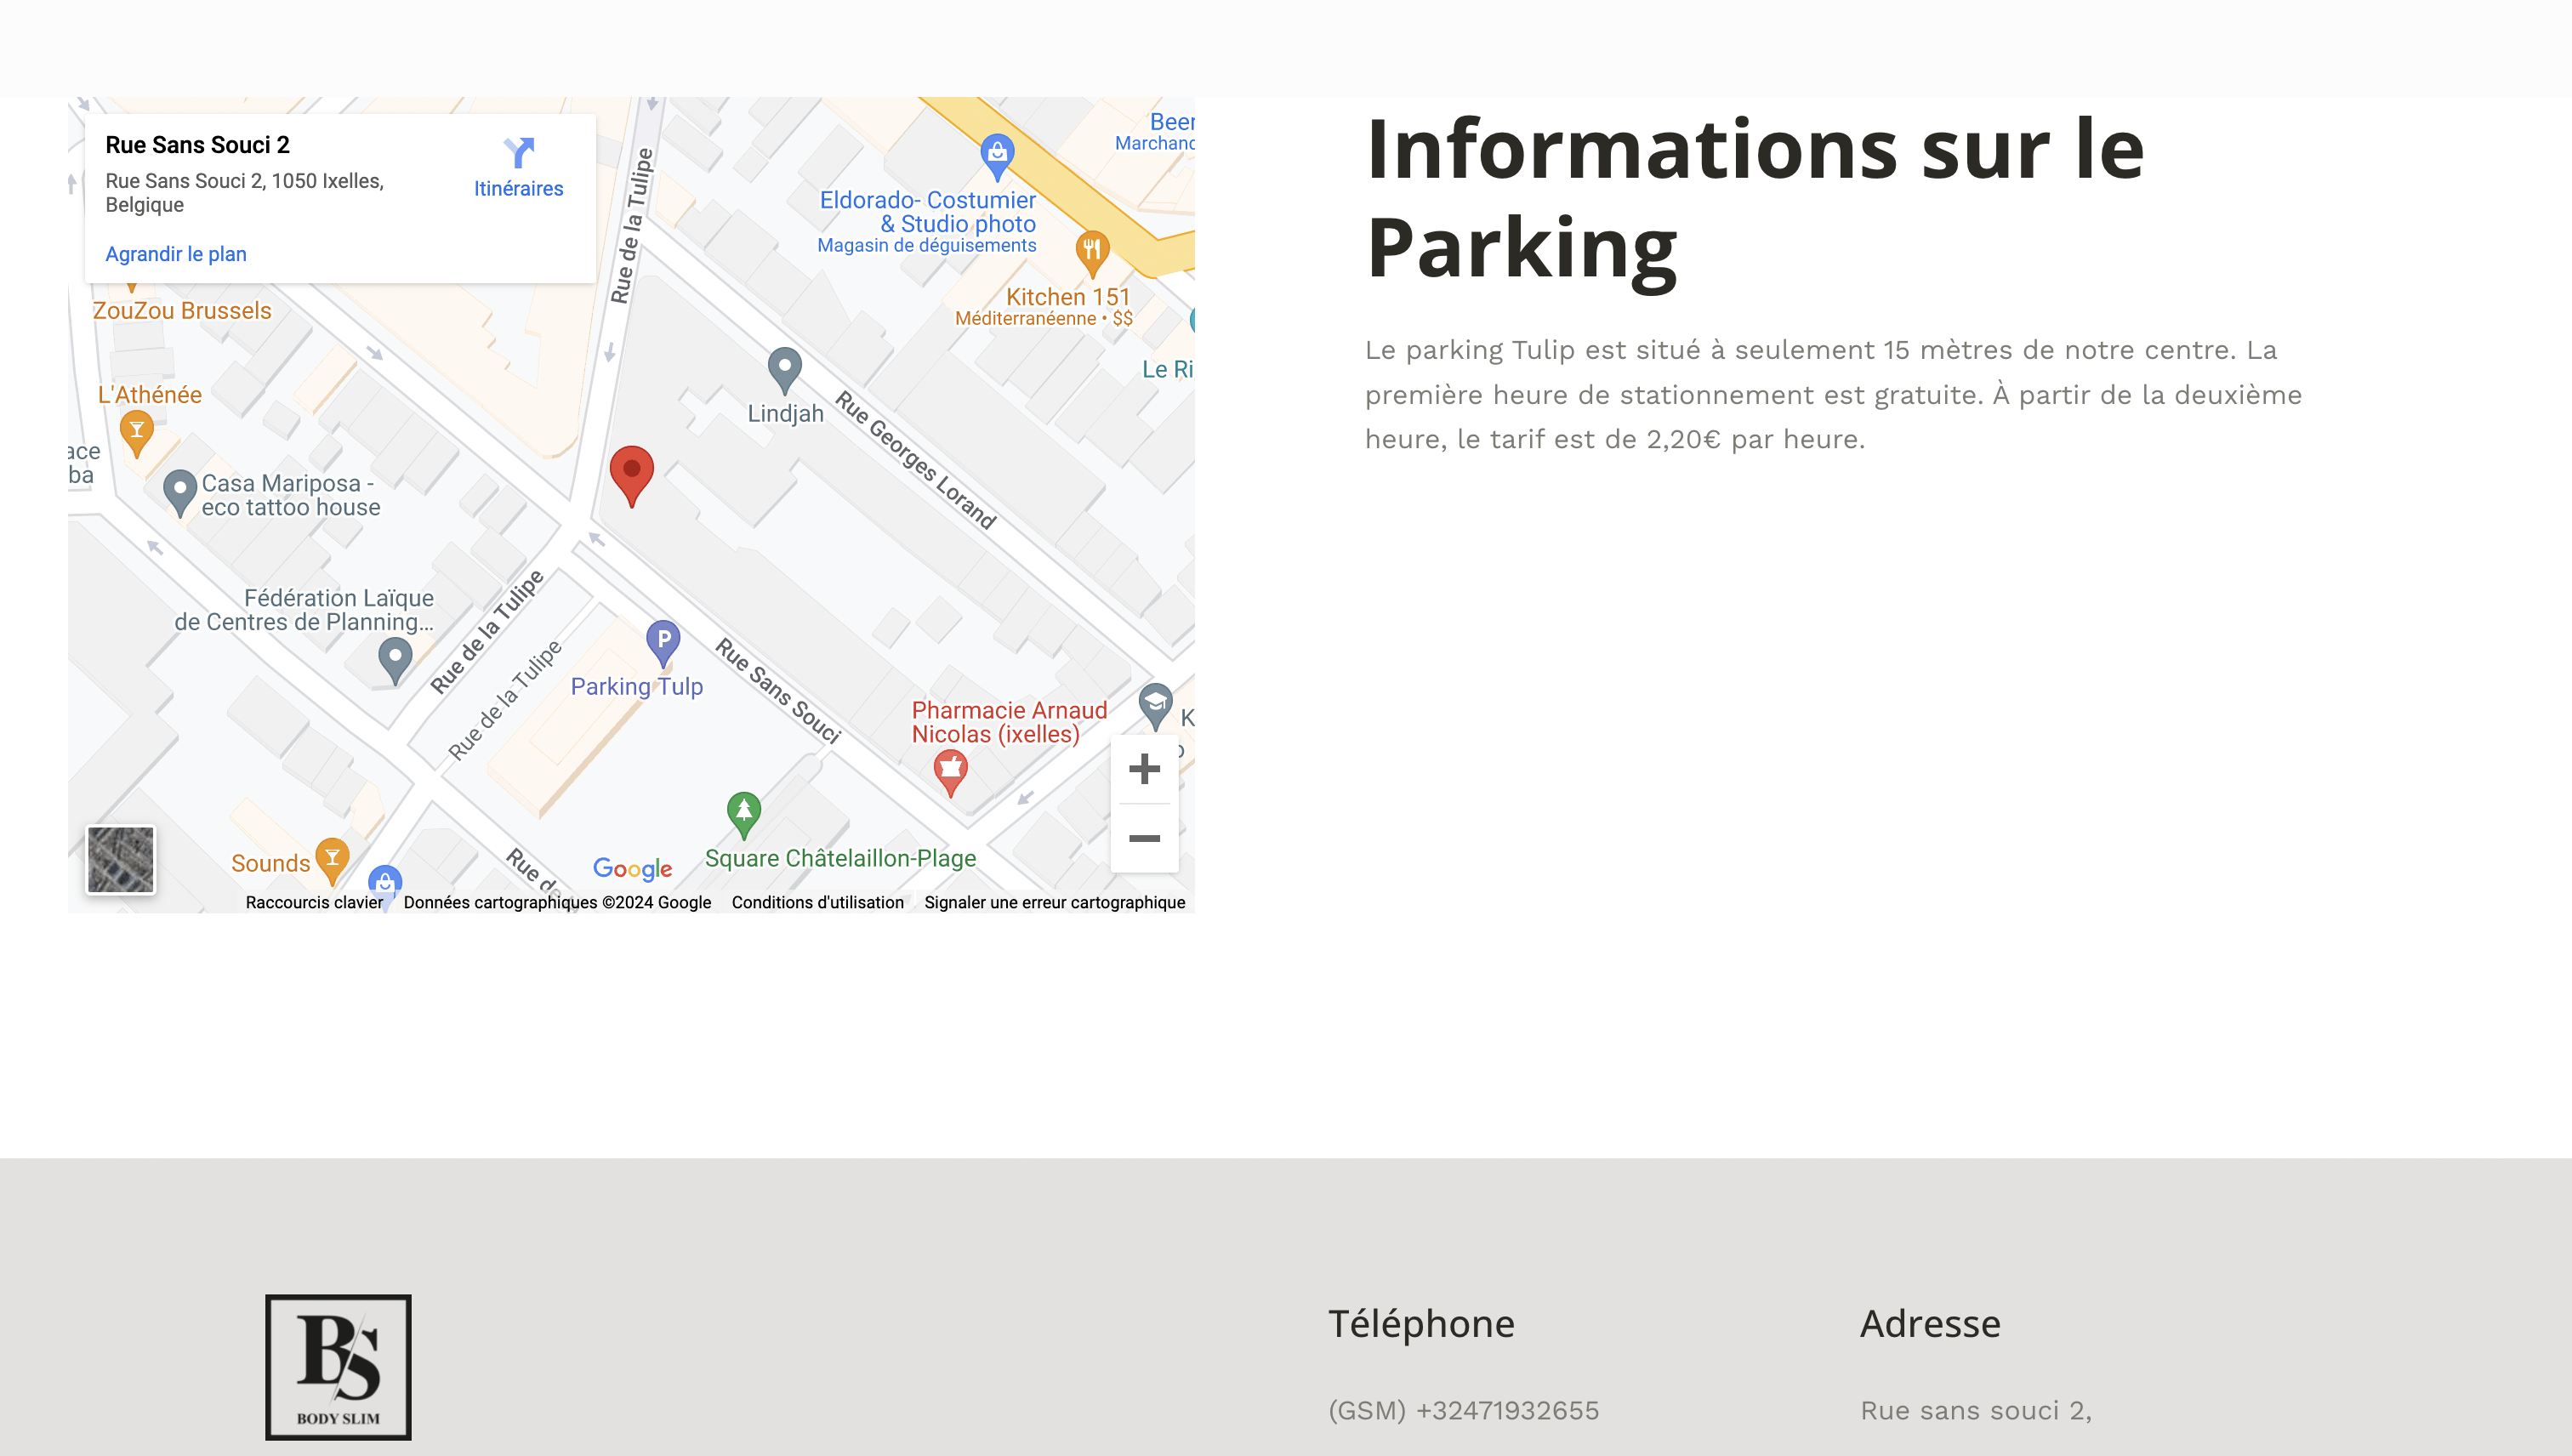 Rue Sans Souci 2
Rue Sans Souci 2, 1050 Ixelles,
Belgique
Itinéraires
Agrandir le plan
Rue de la Tulipe
Beer
Marchand
Eldorado- Costumier
& Studio photo
Magasin de déguisements
Kitchen 151
Méditerranéenne • $$
Le Ri
ZouZou Brussels
L'Athénée
ace
ba
Casa Mariposa -
eco tattoo house
Lindjah
Rue Georges Lorand
Fédération Laïque
de Centres de Planning...
Rue de la Tulipe
Rue de la Tulipe
P
Parking Tulp
Rue Sans Souci
Pharmacie Arnaud
Nicolas (ixelles)
K
Sounds
Rue de
Google
Square Châtelaillon-Plage
Raccourcis clavier
Données cartographiques ©2024 Google
Conditions d'utilisation
Signaler une erreur cartographique
Informations sur le
Parking
Le parking Tulip est situé à seulement 15 mètres de notre centre. La
première heure de stationnement est gratuite. À partir de la deuxième
heure, le tarif est de 2,20€ par heure.
BS
BODY SLIM
Téléphone
(GSM) +32471932655
Adresse
Rue sans souci 2,